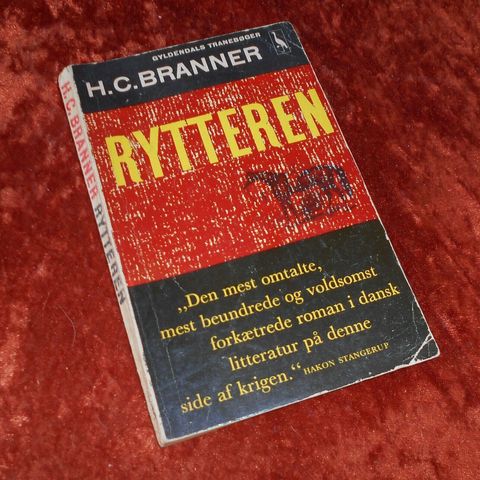 GYLDENDALS TRANEBØGER
H.C.BRANNER
RYTTEREN
„Den mest omtalte,
mest beundrede og voldsomst
forkætrede roman i dansk
litteratur på denne
side af krigen.“ HAKON STANGERUP
H.C.BRANNER RYTTEREN